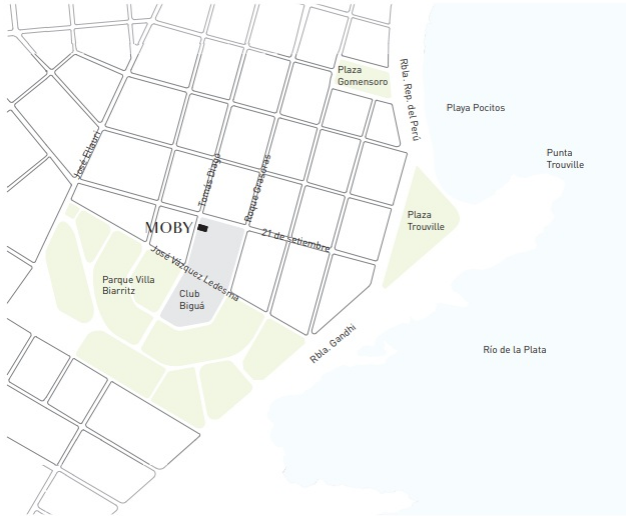 Plaza
Gomensoro
Rbla. Rep. del Perú
Playa Pocitos
Punta
Trouville
José Ellauri
Tomás Diago
Roque Graseras
Plaza
Trouville
MOBY
21 de setiembre
José Vázquez Ledesma
Parque Villa
Biarritz
Club
Biguá
Rbla. Gandhi
Río de la Plata